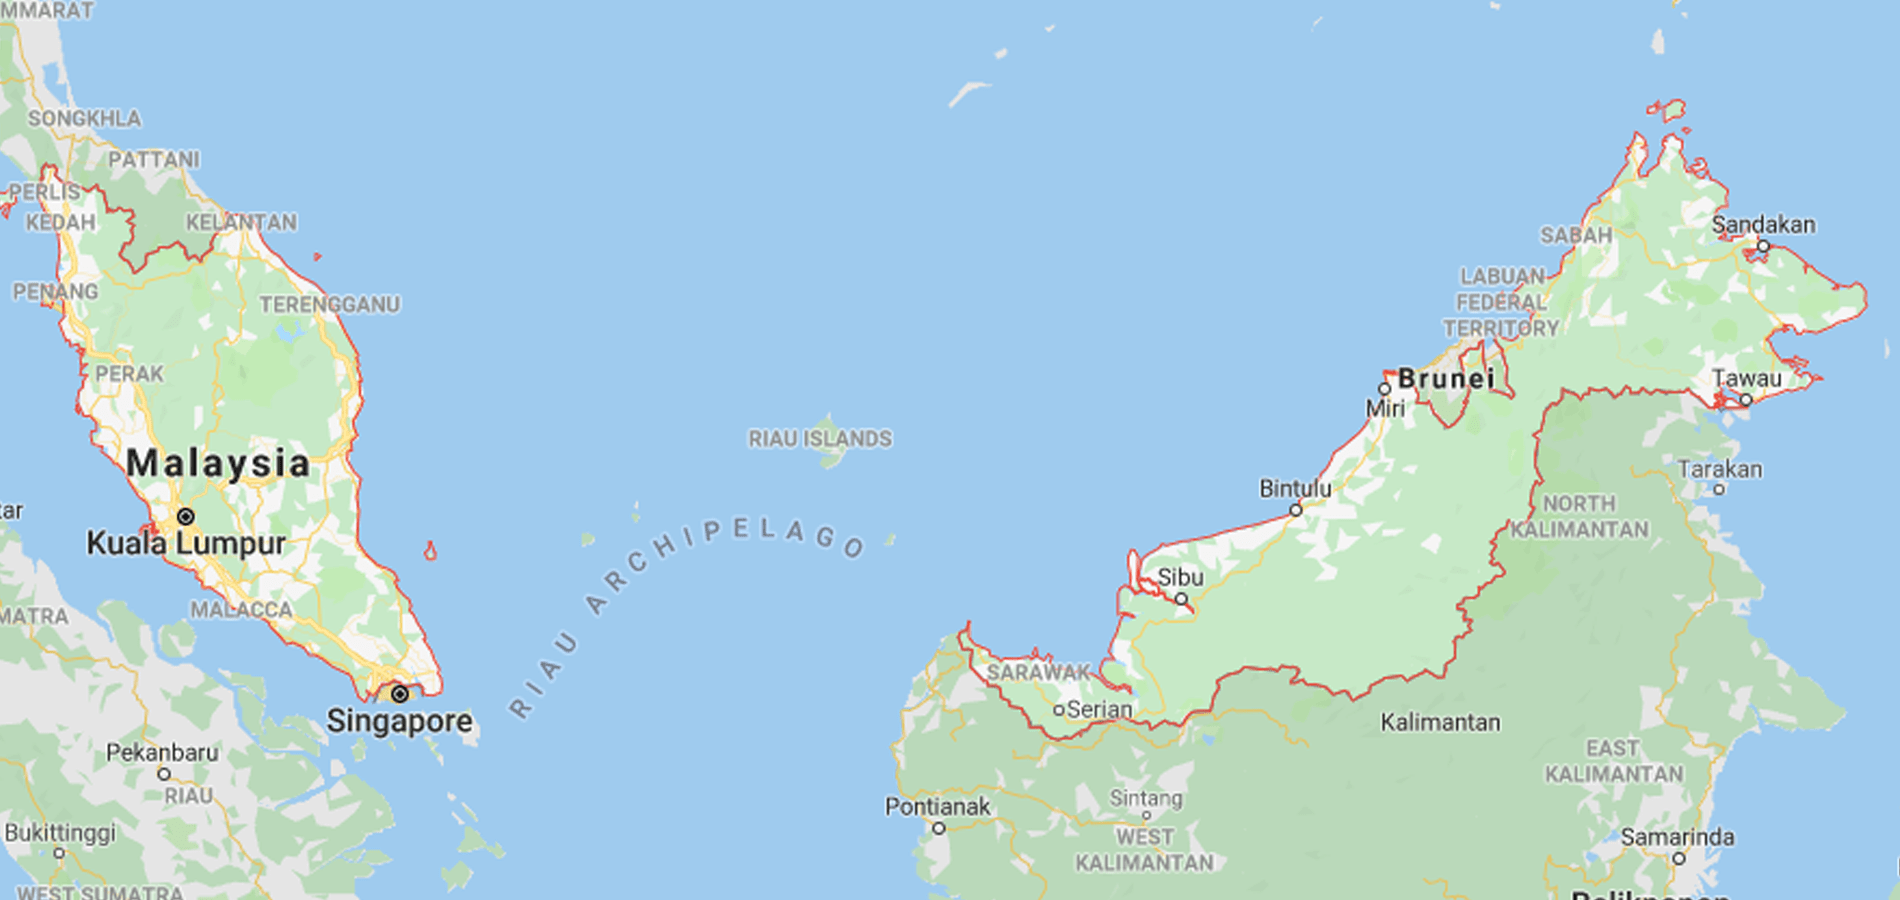 MMARAT
SONGKHLA
PATTANI
PERLIS
KEDAH
KELANTAN
PENANG
TERENGGANU
PERAK
Malaysia
Kuala Lumpur
tar
MALACCA
MATRA
Singapore
Pekanbaru
RIAU
Bukittinggi
WEST SUMATRA
RIAU ISLANDS
RIAU ARCHIPELAGO
SABAH
Sandakan
LABUAN
FEDERAL
TERRITORY
Brunei
Miri
Tawau
Bintulu
Tarakan
NORTH
KALIMANTAN
Sibu
SARAWAK
Serian
Kalimantan
EAST
KALIMANTAN
Pontianak
Sintang
WEST
KALIMANTAN
Samarinda
Balikpapan